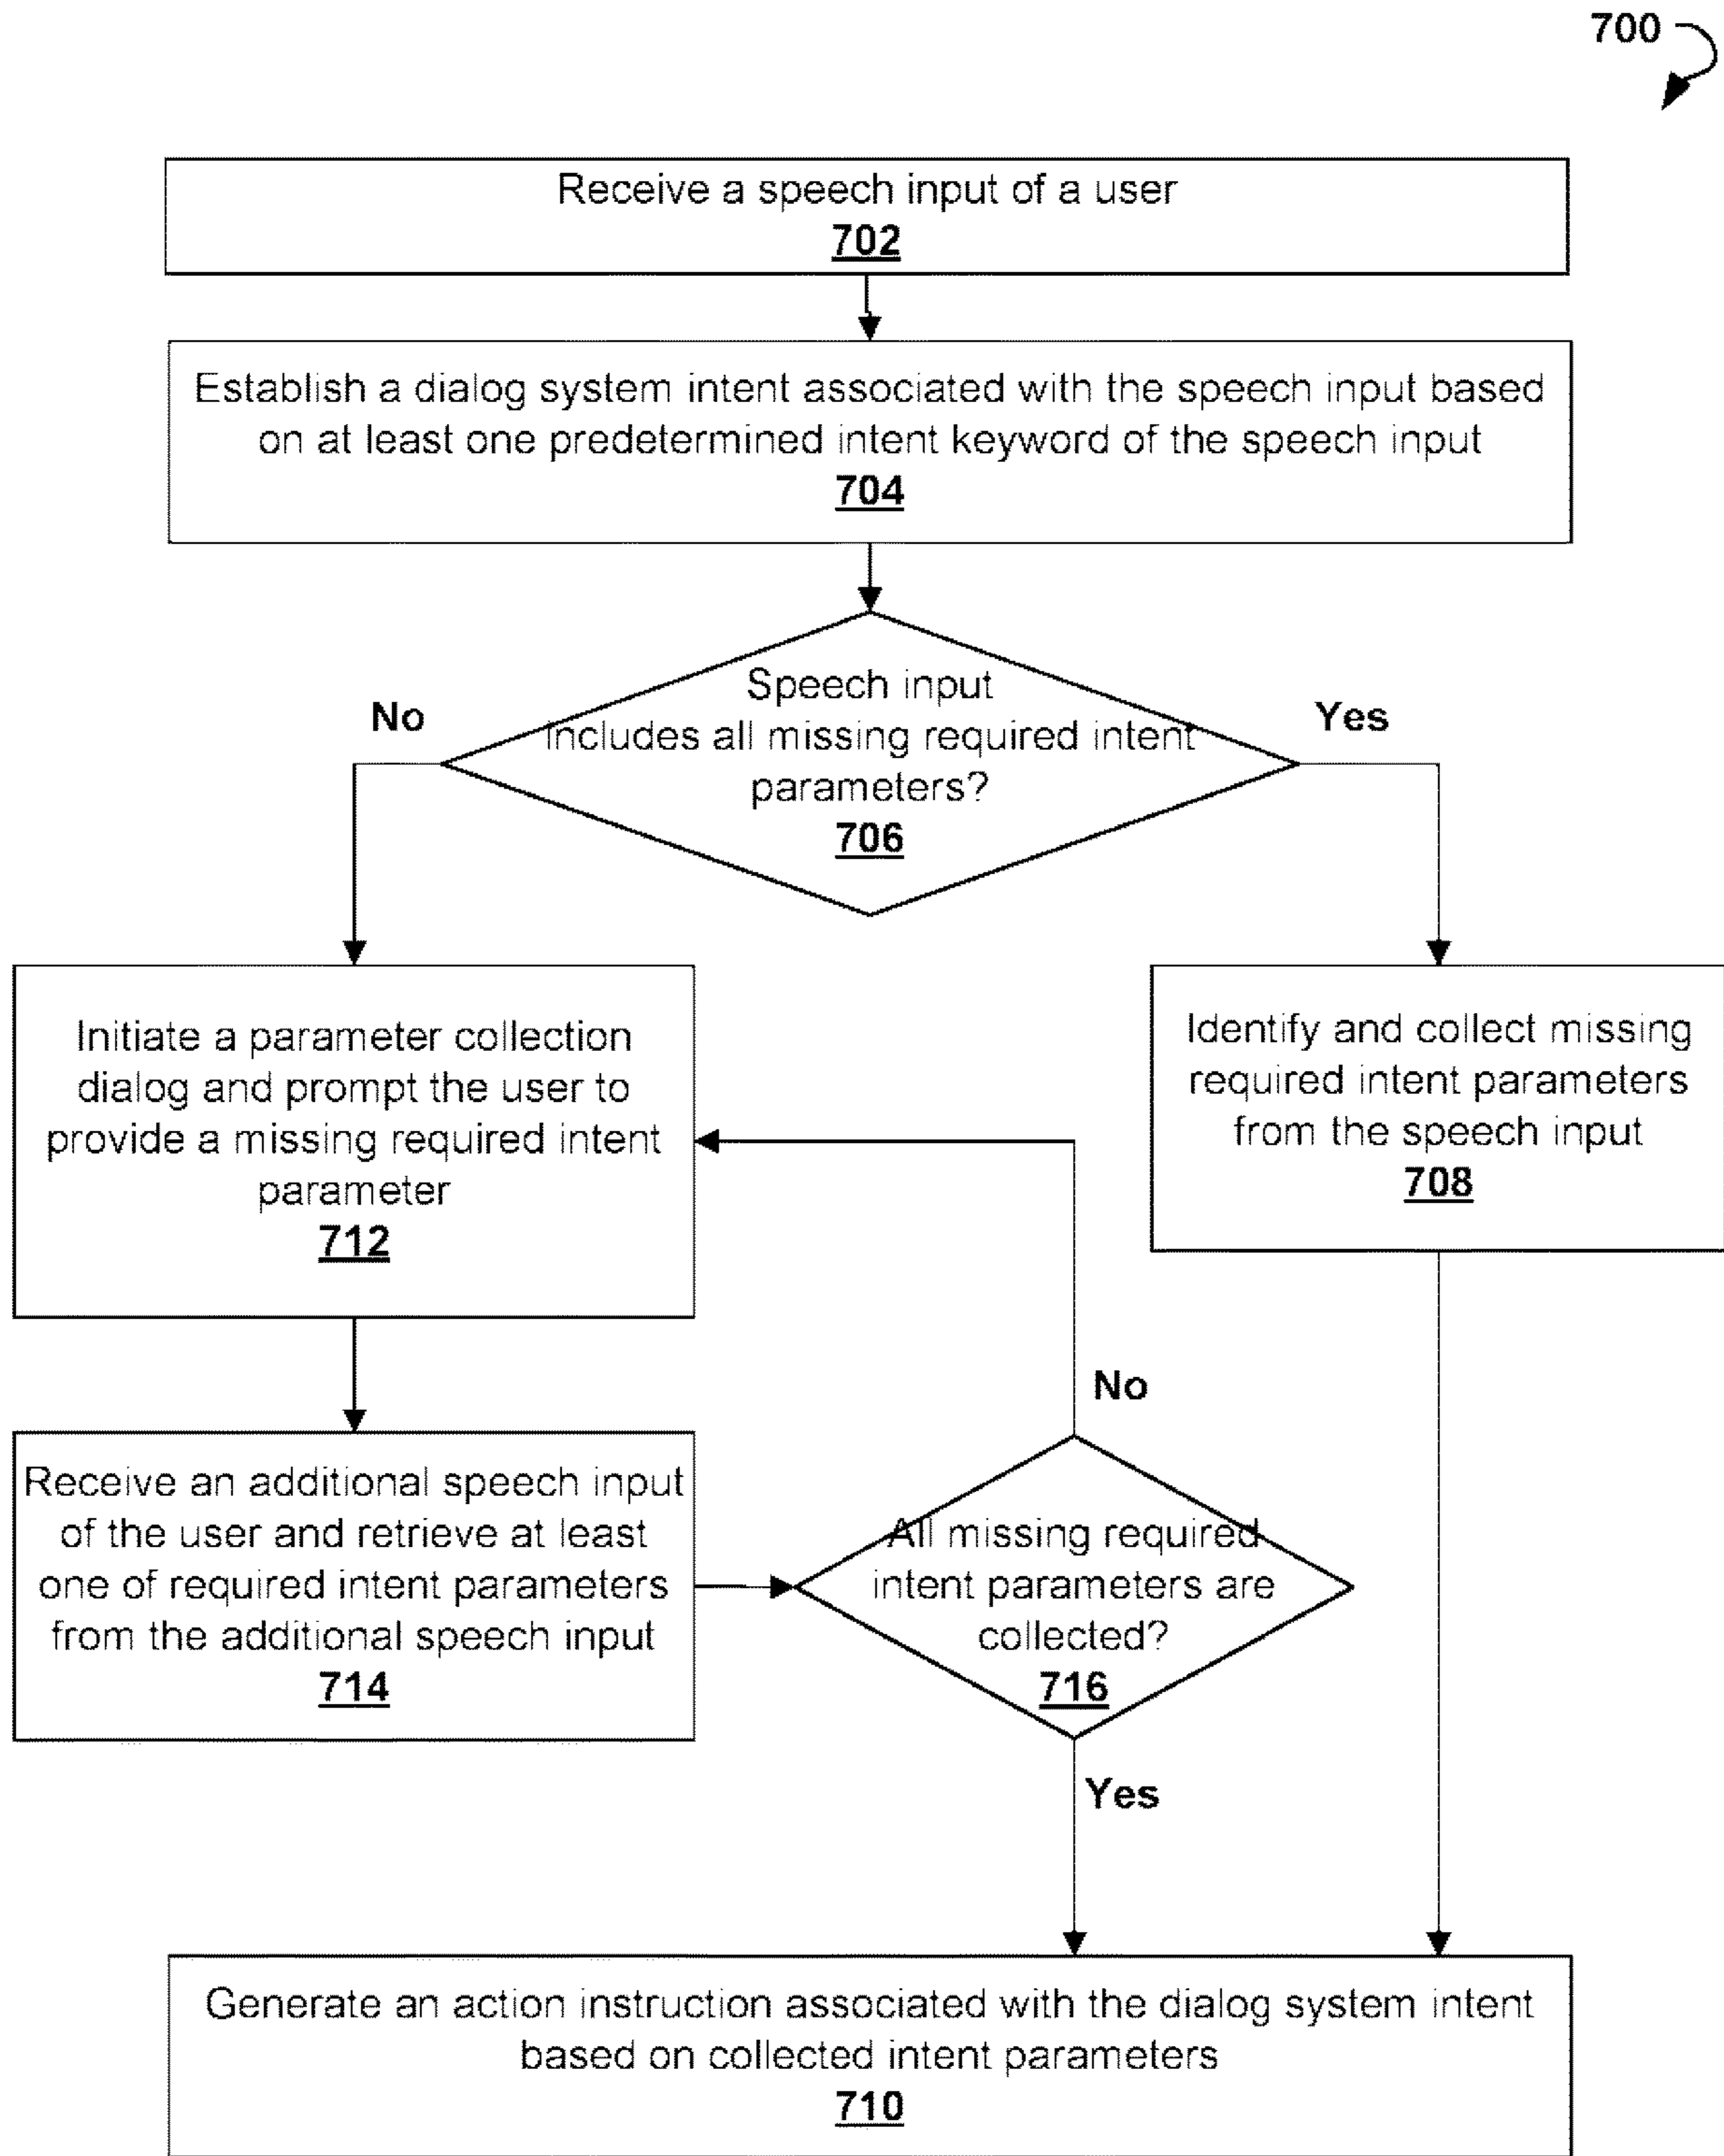 700
Receive a speech input of a user
702
Establish a dialog system intent associated with the speech input based
on at least one predetermined intent keyword of the speech input
704
Speech input
includes all missing required intent
parameters?
706
No
Yes
Initiate a parameter collection
dialog and prompt the user to
provide a missing required intent
parameter
712
Identify and collect missing
required intent parameters
from the speech input
708
Receive an additional speech input
of the user and retrieve at least
one of required intent parameters
from the additional speech input
714
No
All missing required
intent parameters are
collected?
716
Yes
Generate an action instruction associated with the dialog system intent
based on collected intent parameters
710